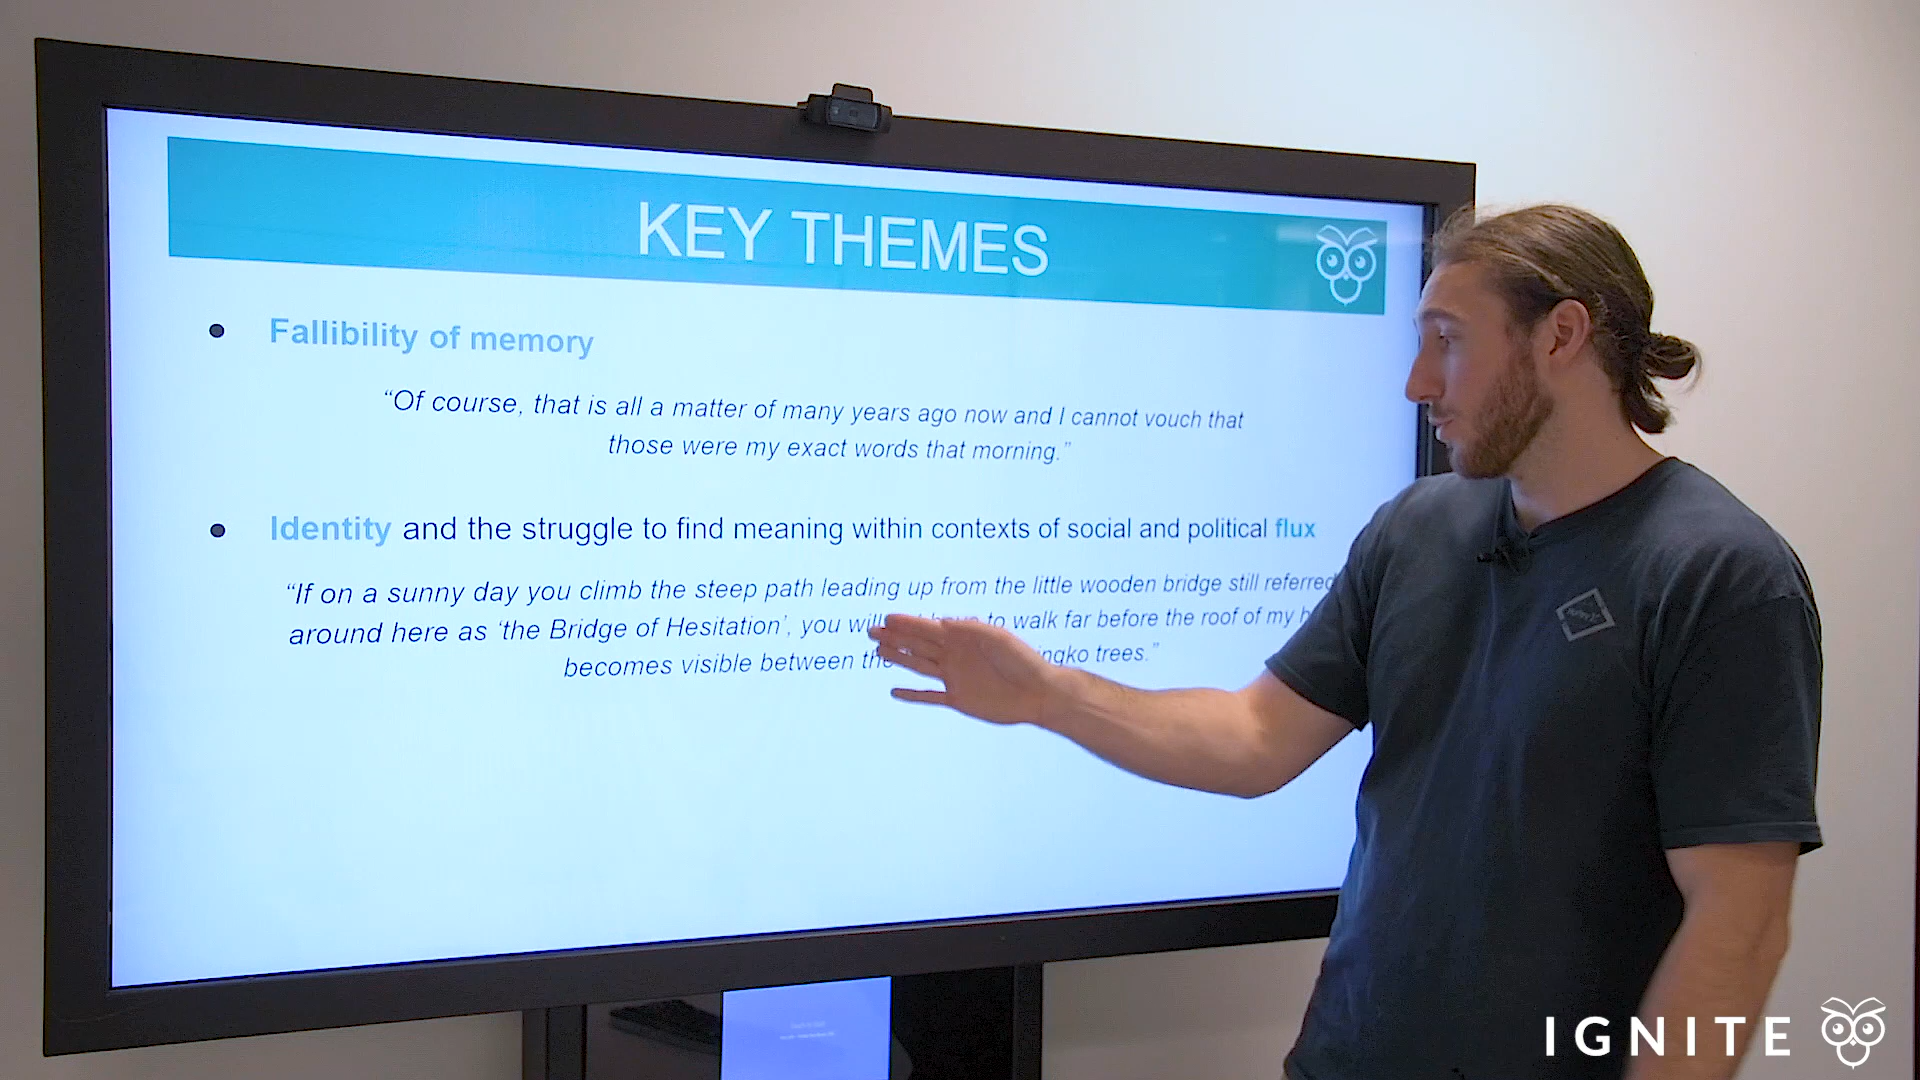 KEY THEMES
Fallibility of memory
“Of course, that is all a matter of many years ago now and I cannot vouch that
those were my exact words that morning.”
Identity and the struggle to find meaning within contexts of social and political flux
“If on a sunny day you climb the steep path leading up from the little wooden bridge still referred
around here as ‘the Bridge of Hesitation’, you will to walk far before the roof of my
becomes visible between the trees.”
IGNITE